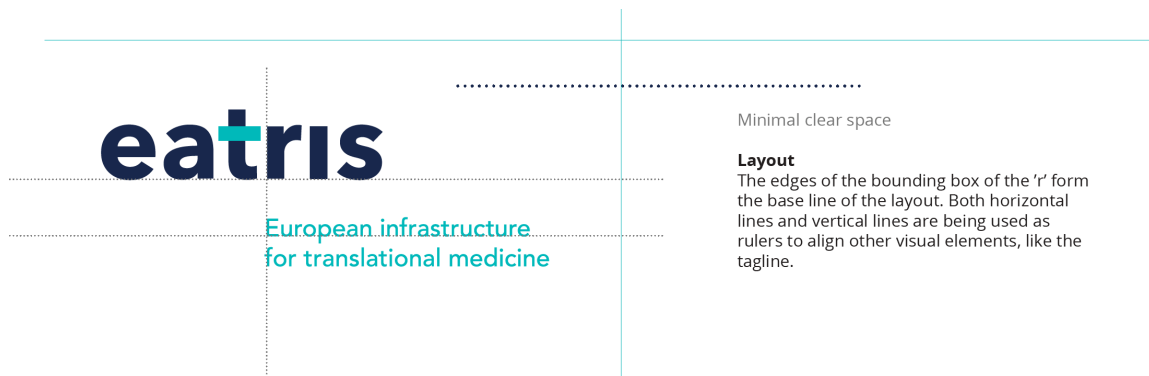 eatris
European infrastructure
for translational medicine
Minimal clear space
Layout
The edges of the bounding box of the ’r’ form
the base line of the layout. Both horizontal
lines and vertical lines are being used as
rulers to align other visual elements, like the
tagline.